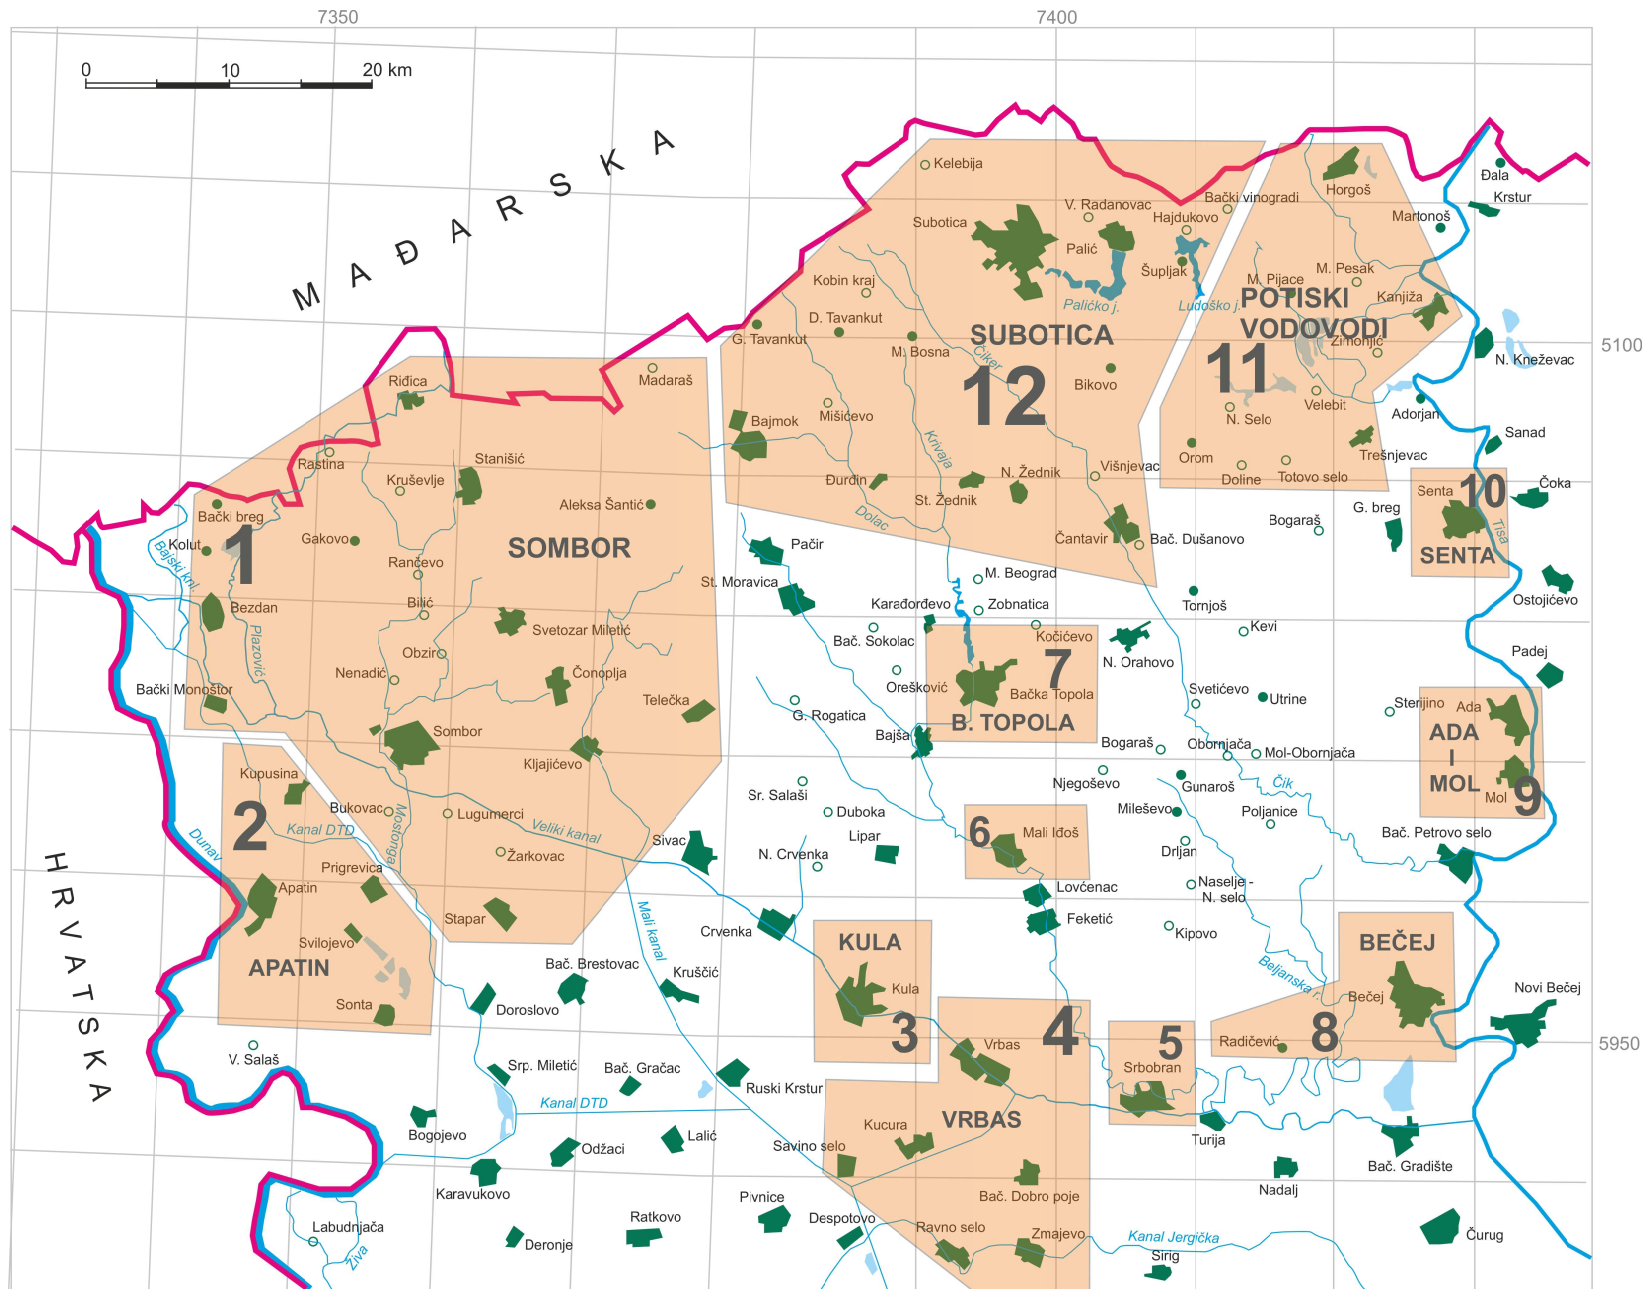 7350
7400
0
10
20 km
MAĐARSKA
Kelebija
Đala
Krstur
Horgoš
Bački vinogradi
V. Radanovac
Hajdukovo
Martonoš
Subotica
Palić
Šupljak
M. Pesak
M. Pijace
Kobin kraj
Kanjiža
Palićko j.
Ludoško j.
POTISKI
VODOVODI
D. Tavankut
G. Tavankut
SUBOTICA
M. Bosna
Zimonjić
5100
N. Kneževac
Čiker
11
12
Riđica
Madaraš
Bikovo
Velebit
Adorjan
N. Selo
Mišićevo
Bajmok
Sanad
Krivaja
Orom
Trešnjevac
Rastina
Stanišić
Višnjevac
Kruševlje
Đurđin
N. Žednik
St. Žednik
Doline
Totovo selo
Senta
10
Čoka
Aleksa Šantić
G. breg
Bački breg
Dolac
Bogaraš
Tisa
Kolut
1
Gakovo
SOMBOR
Pačir
Čantavir
Bač. Dušanovo
SENTA
Bajski knl.
Rančevo
St. Moravica
M. Beograd
Bilić
Karađorđevo
Zobnatica
Tornjoš
Ostojićevo
Bezdan
Svetozar Miletić
Bač. Sokolac
Kočićevo
Kevi
Plazović
Obzir
7
N. Orahovo
Padej
Nenadić
Čonoplja
Orešković
Bačka Topola
Bački Monoštor
Telečka
Svetićevo
Utrine
Sterijino
Ada
G. Rogatica
B. TOPOLA
ADA
I
MOL
Sombor
Bajša
Bogaraš
Obornjača
Mol-Obornjača
Kljajićevo
Kupusina
Njegoševo
Gunaroš
Čik
Mol
9
Sr. Salaši
Bukovac
Lugumerci
Duboka
Mileševo
Poljanice
2
Kanal DTD
Mostonga
Veliki kanal
6
Mali Iđoš
Bač. Petrovo selo
Dunav
Sivac
Lipar
Žarkovac
N. Crvenka
Drljan
HRVATSKA
Prigrevica
Apatin
Lovćenac
Naselje -
N. selo
Stapar
Feketić
Crvenka
Kipovo
Mali kanal
Svilojevo
KULA
BEČEJ
APATIN
Bač. Brestovac
Kruščić
Beljanska r.
Kula
Bečej
Novi Bečej
Sonta
Doroslovo
3
4
5
8
Radičević
5950
V. Salaš
Vrbas
Srp. Miletić
Bač. Gračac
Ruski Krstur
Srbobran
Kanal DTD
VRBAS
Bogojevo
Kucura
Lalić
Odžaci
Savino selo
Turija
Bač. Gradište
Karavukovo
Nadalj
Pivnice
Bač. Dobro poje
Labudnjača
Ratkovo
Despotovo
Ravno selo
Zmajevo
Kanal Jergička
Čurug
Deronje
Živa
Sirig